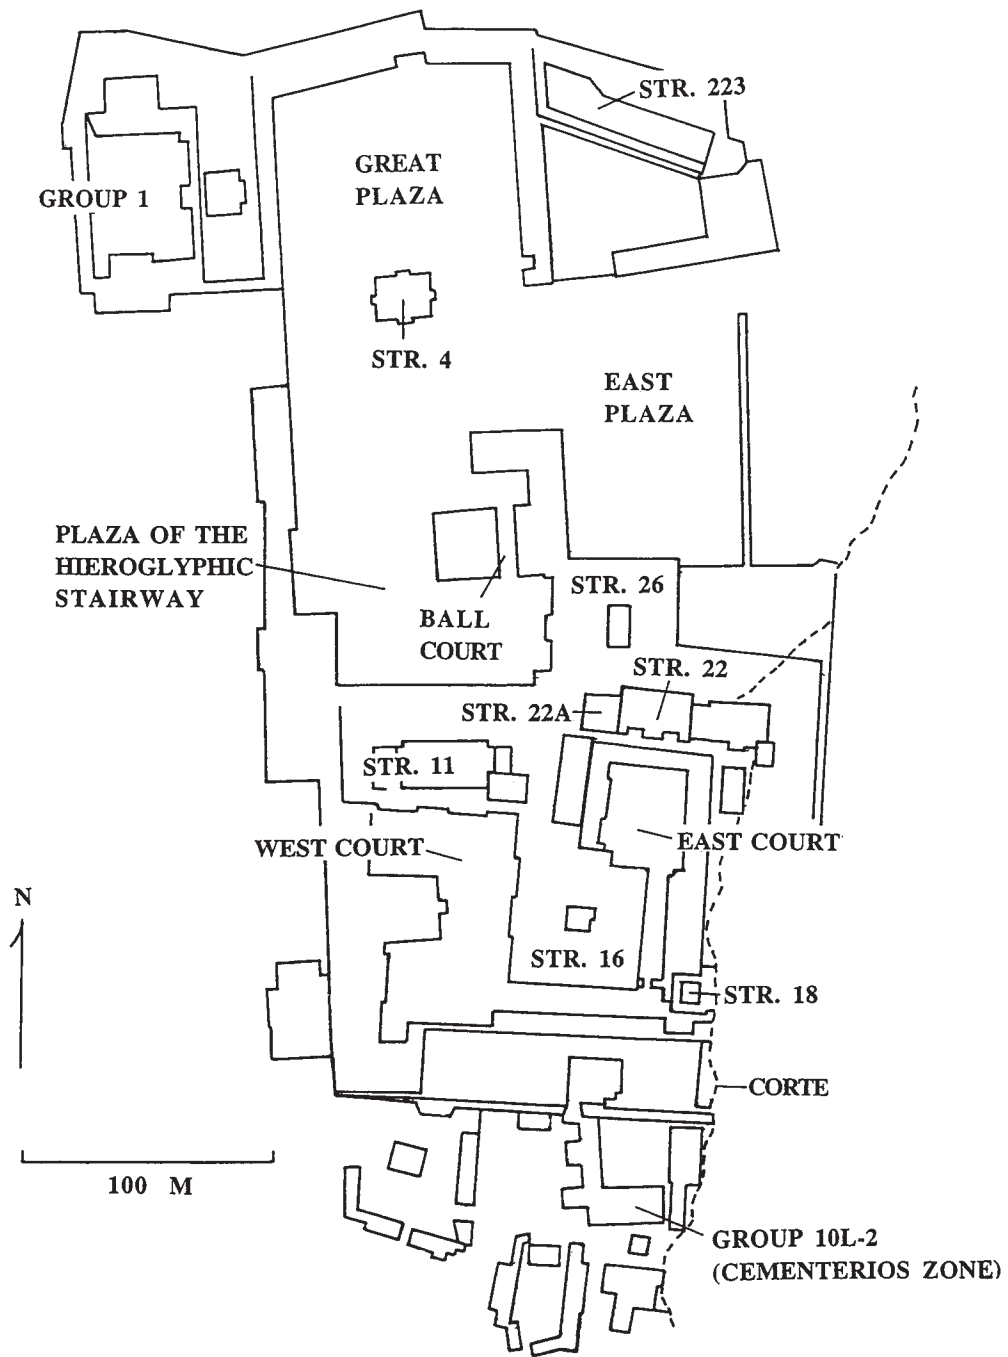 STR. 223
GREAT
PLAZA
GROUP 1
STR. 4
EAST
PLAZA
PLAZA OF THE
HIEROGLYPHIC
STAIRWAY
STR. 26
BALL
COURT
STR. 22
STR. 22A
STR. 11
EAST COURT
WEST COURT
N
STR. 16
STR. 18
CORTE
100 M
GROUP 10L-2
(CEMENTERIOS ZONE)